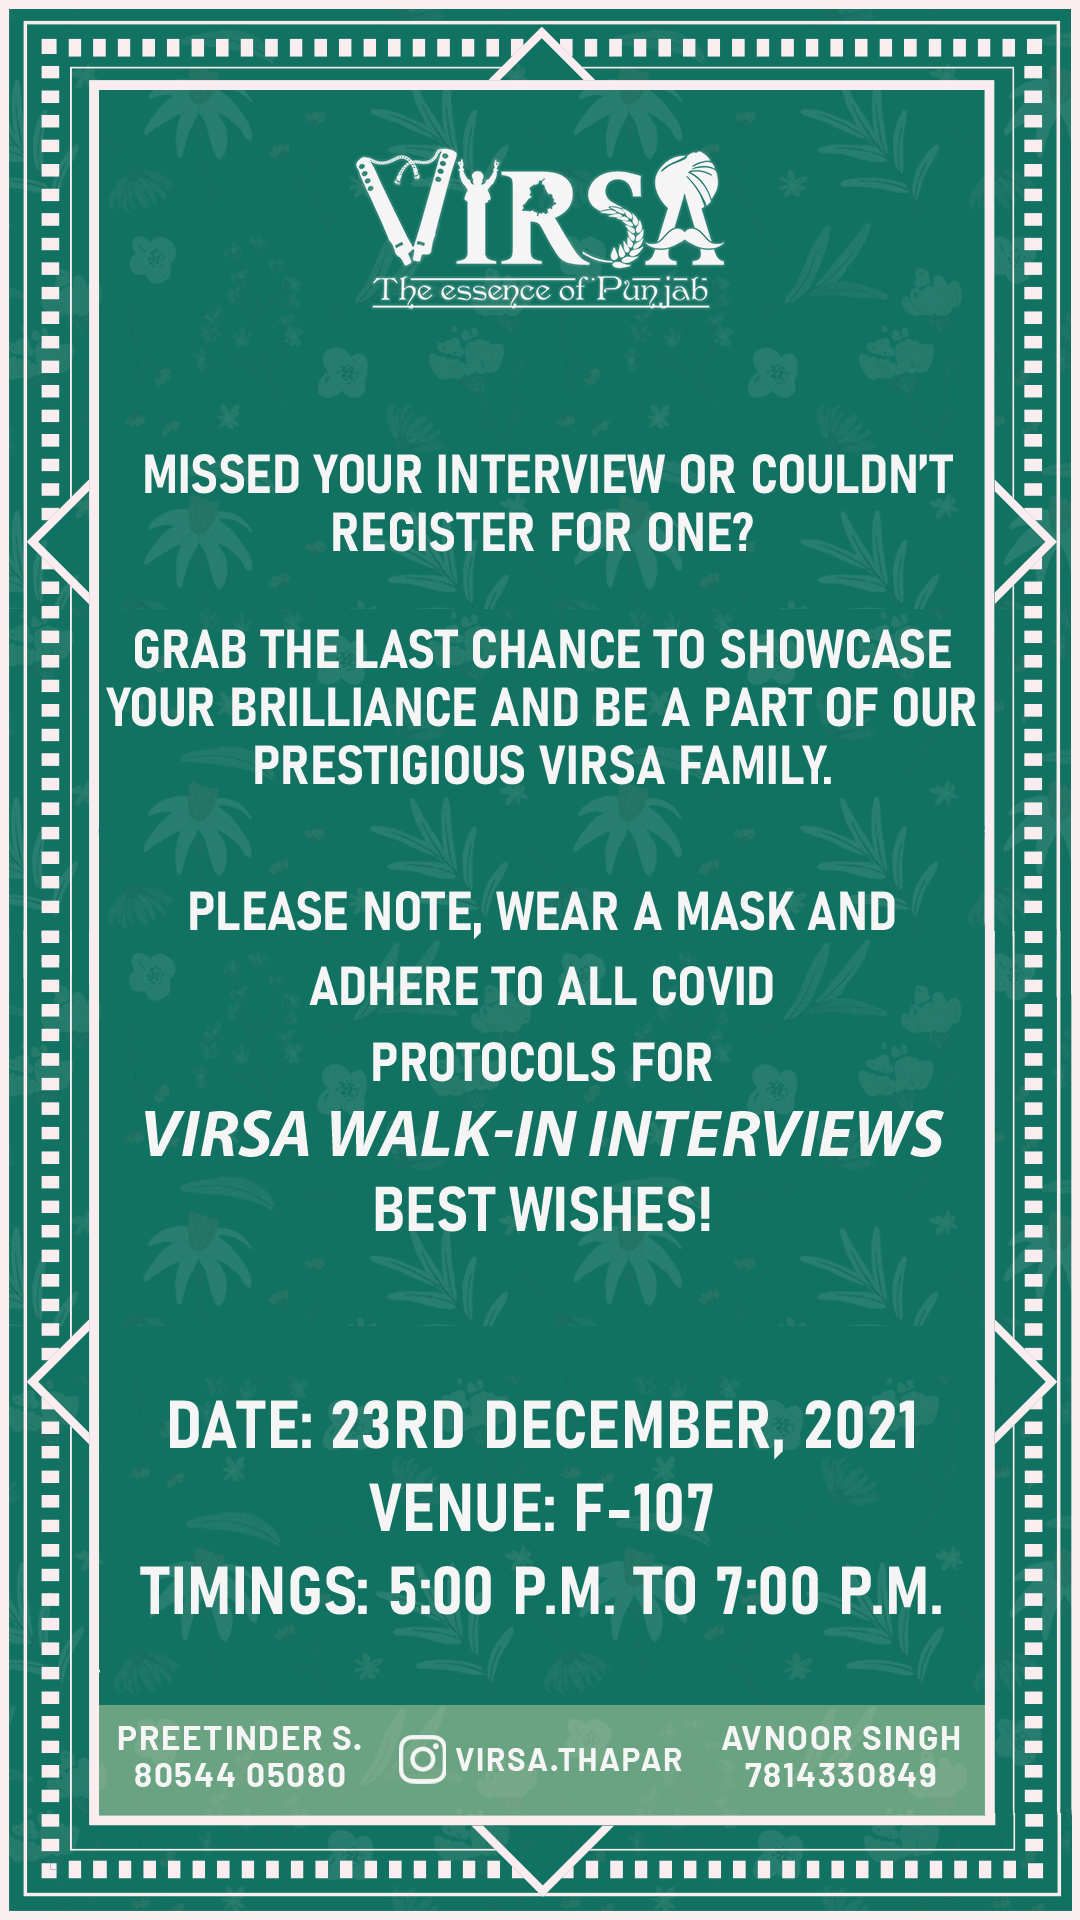 VIRSA
The essence of Punjab
MISSED YOUR INTERVIEW OR COULDN'T
REGISTER FOR ONE?
GRAB THE LAST CHANCE TO SHOWCASE
YOUR BRILLIANCE AND BE A PART OF OUR
PRESTIGIOUS VIRSA FAMILY.
PLEASE NOTE, WEAR A MASK AND
ADHERE TO ALL COVID
PROTOCOLS FOR
VIRSA WALK-IN INTERVIEWS
BEST WISHES!
DATE: 23RD DECEMBER, 2021
VENUE: F-107
TIMINGS: 5:00 P.M. TO 7:00 P.M.
PREETINDER S.
80544 05080
VIRSA.THAPAR
AVNOOR SINGH
7814330849